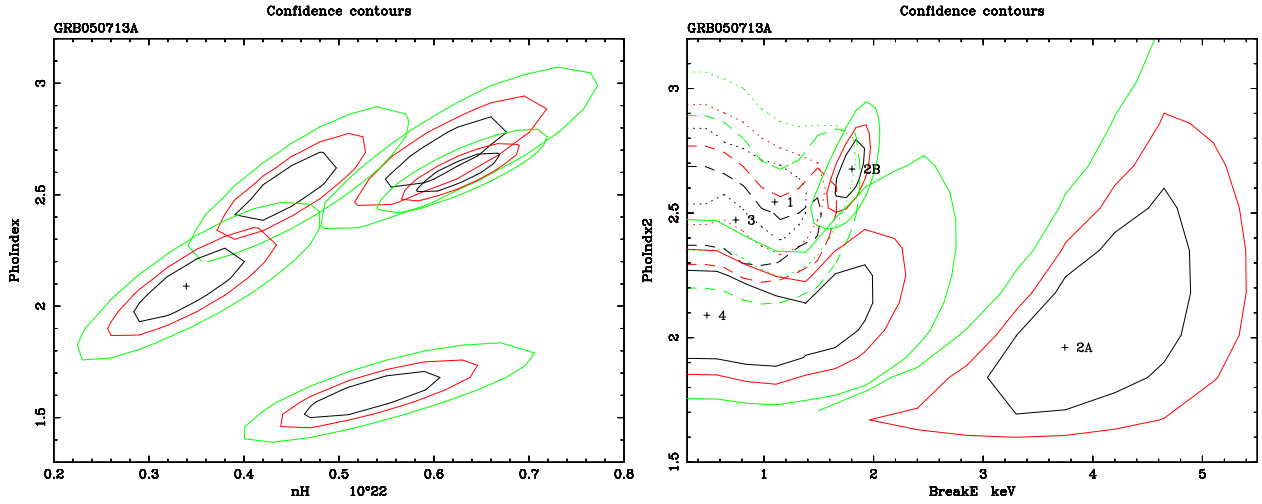 Confidence contours
GRB050713A
PhoIndex
3
2.5
2
1.5
0.2 0.3 0.4 0.5 0.6 0.7 0.8
nH 10^22
Confidence contours
GRB050713A
PhoIndx2
3
2.5
2
1.5
2B
1
3
4
2A
1 2 3 4 5
BreakE keV